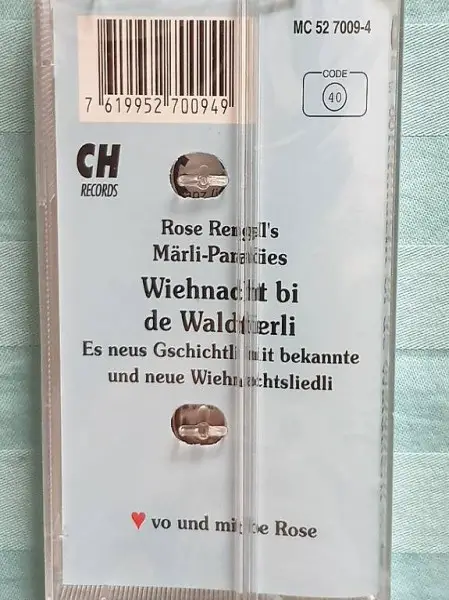 MC 52 7009-4
CODE
40
7 619952 700949
CH
RECORDS
Rose
Märli-Paradies
Wiehnacht bi
de Waldtierli
Es neus Gschichtli mit bekannte
und neue Wiehnachtsliedli
♥ vo und mit de Rose